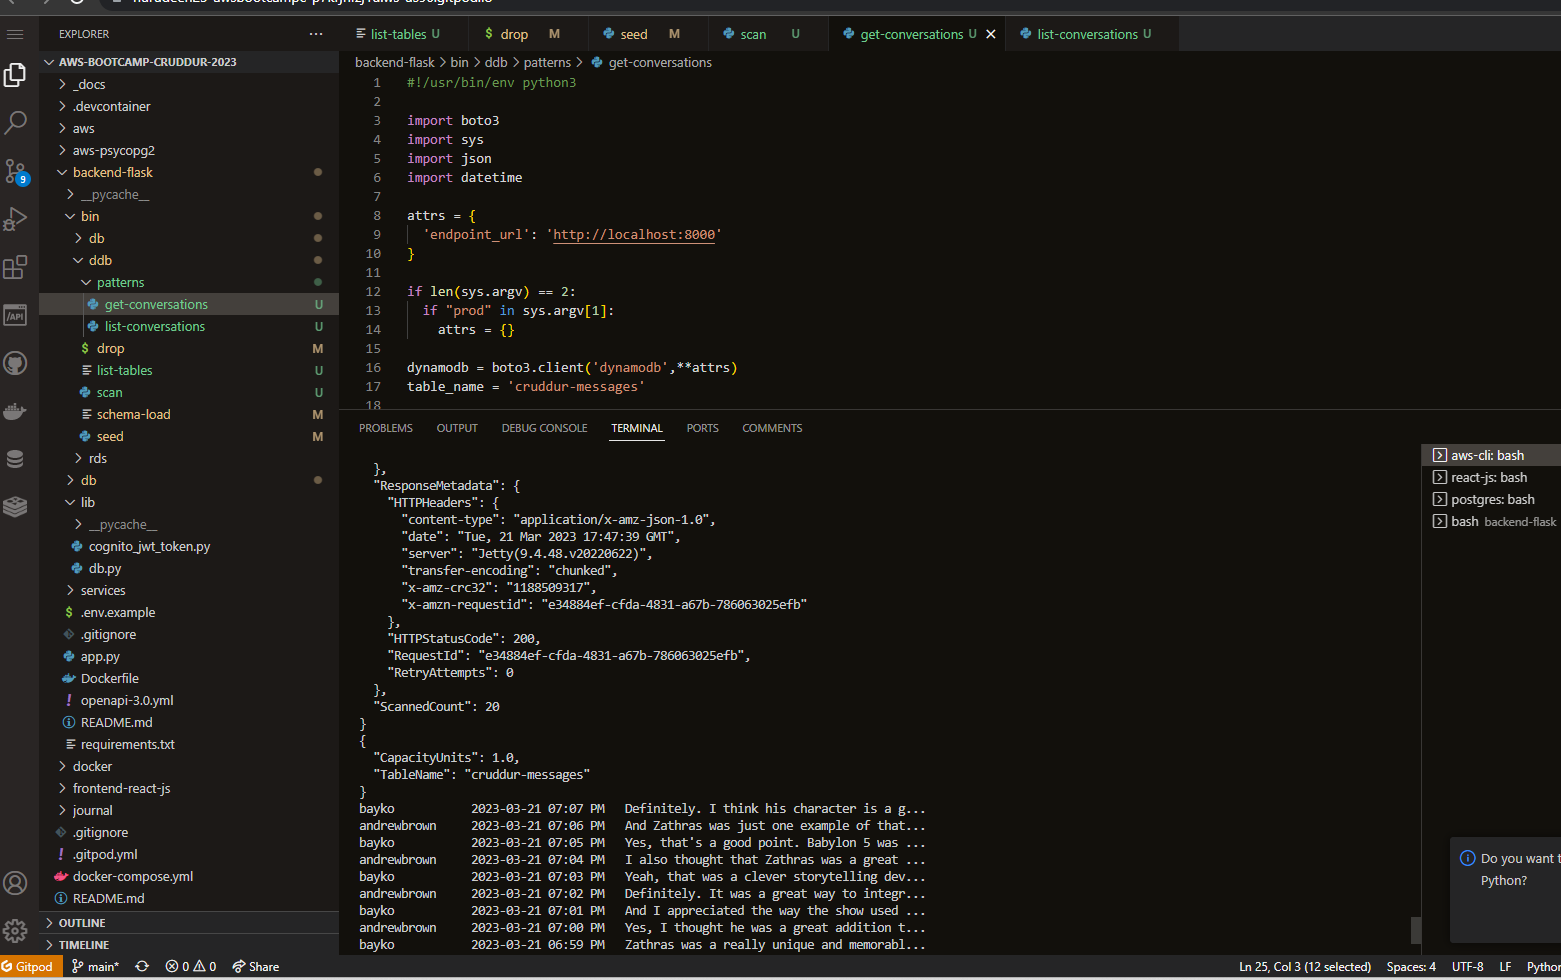 EXPLORER
AWS-BOOTCAMP-CRUDDUR-2023
_docs
.devcontainer
aws
aws-psycopg2
backend-flask
__pycache__
bin
db
ddb
patterns
get-conversations U
list-conversations U
drop M
list-tables U
scan U
schema-load M
seed M
rds
db
lib
__pycache__
cognito_jwt_token.py
db.py
services
.env.example
.gitignore
app.py
Dockerfile
openapi-3.0.yml
README.md
requirements.txt
docker
frontend-react-js
journal
.gitignore
.gitpod.yml
docker-compose.yml
README.md
OUTLINE
TIMELINE
9
list-tables U drop M seed M scan U get-conversations U list-conversations U
backend-flask > bin > ddb > patterns > get-conversations
1 #!/usr/bin/env python3
2
3 import boto3
4 import sys
5 import json
6 import datetime
7
8 attrs = {
9 'endpoint_url': 'http://localhost:8000'
10 }
11
12 if len(sys.argv) == 2:
13 if "prod" in sys.argv[1]:
14 attrs = {}
15
16 dynamodb = boto3.client('dynamodb',**attrs)
17 table_name = 'cruddur-messages'
18
PROBLEMS OUTPUT DEBUG CONSOLE TERMINAL PORTS COMMENTS
},
"ResponseMetadata": {
"HTTPHeaders": {
"content-type": "application/x-amz-json-1.0",
"date": "Tue, 21 Mar 2023 17:47:39 GMT",
"server": "Jetty(9.4.48.v20220622)",
"transfer-encoding": "chunked",
"x-amz-crc32": "1188509317",
"x-amzn-requestid": "e34884ef-cfda-4831-a67b-786063025efb"
},
"HTTPStatusCode": 200,
"RequestId": "e34884ef-cfda-4831-a67b-786063025efb",
"RetryAttempts": 0
},
"ScannedCount": 20
}
{
"CapacityUnits": 1.0,
"TableName": "cruddur-messages"
}
bayko 2023-03-21 07:07 PM Definitely. I think his character is a g...
andrewbrown 2023-03-21 07:06 PM And Zathras was just one example of that...
bayko 2023-03-21 07:05 PM Yes, that's a good point. Babylon 5 was ...
andrewbrown 2023-03-21 07:04 PM I also thought that Zathras was a great ...
bayko 2023-03-21 07:03 PM Yeah, that was a clever storytelling dev...
andrewbrown 2023-03-21 07:02 PM Definitely. It was a great way to integr...
bayko 2023-03-21 07:01 PM And I appreciated the way the show used ...
andrewbrown 2023-03-21 07:00 PM Yes, I thought he was a great addition t...
bayko 2023-03-21 06:59 PM Zathras was a really unique and memorabl...
aws-cli: bash
react-js: bash
postgres: bash
bash backend-flask
Do you want t
Python?
Gitpod main* 0 0 Share Ln 25, Col 3 (12 selected) Spaces: 4 UTF-8 LF Pytho